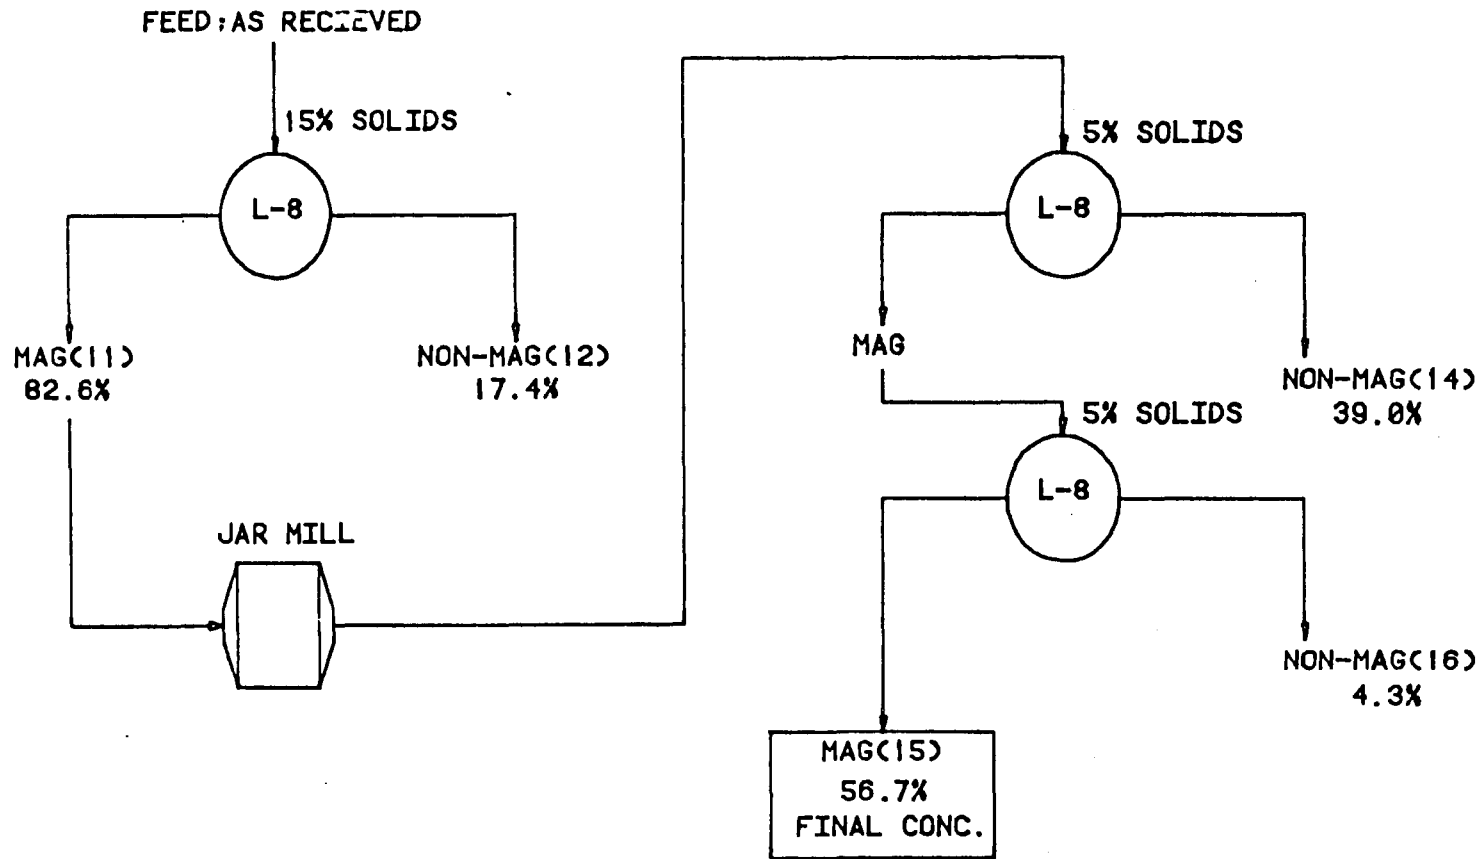 FEED:AS RECIEVED
15% SOLIDS
L-8
MAG(11)
82.6%
NON-MAG(12)
17.4%
JAR MILL
5% SOLIDS
L-8
MAG
NON-MAG(14)
39.0%
5% SOLIDS
L-8
NON-MAG(16)
4.3%
MAG(15)
56.7%
FINAL CONC.